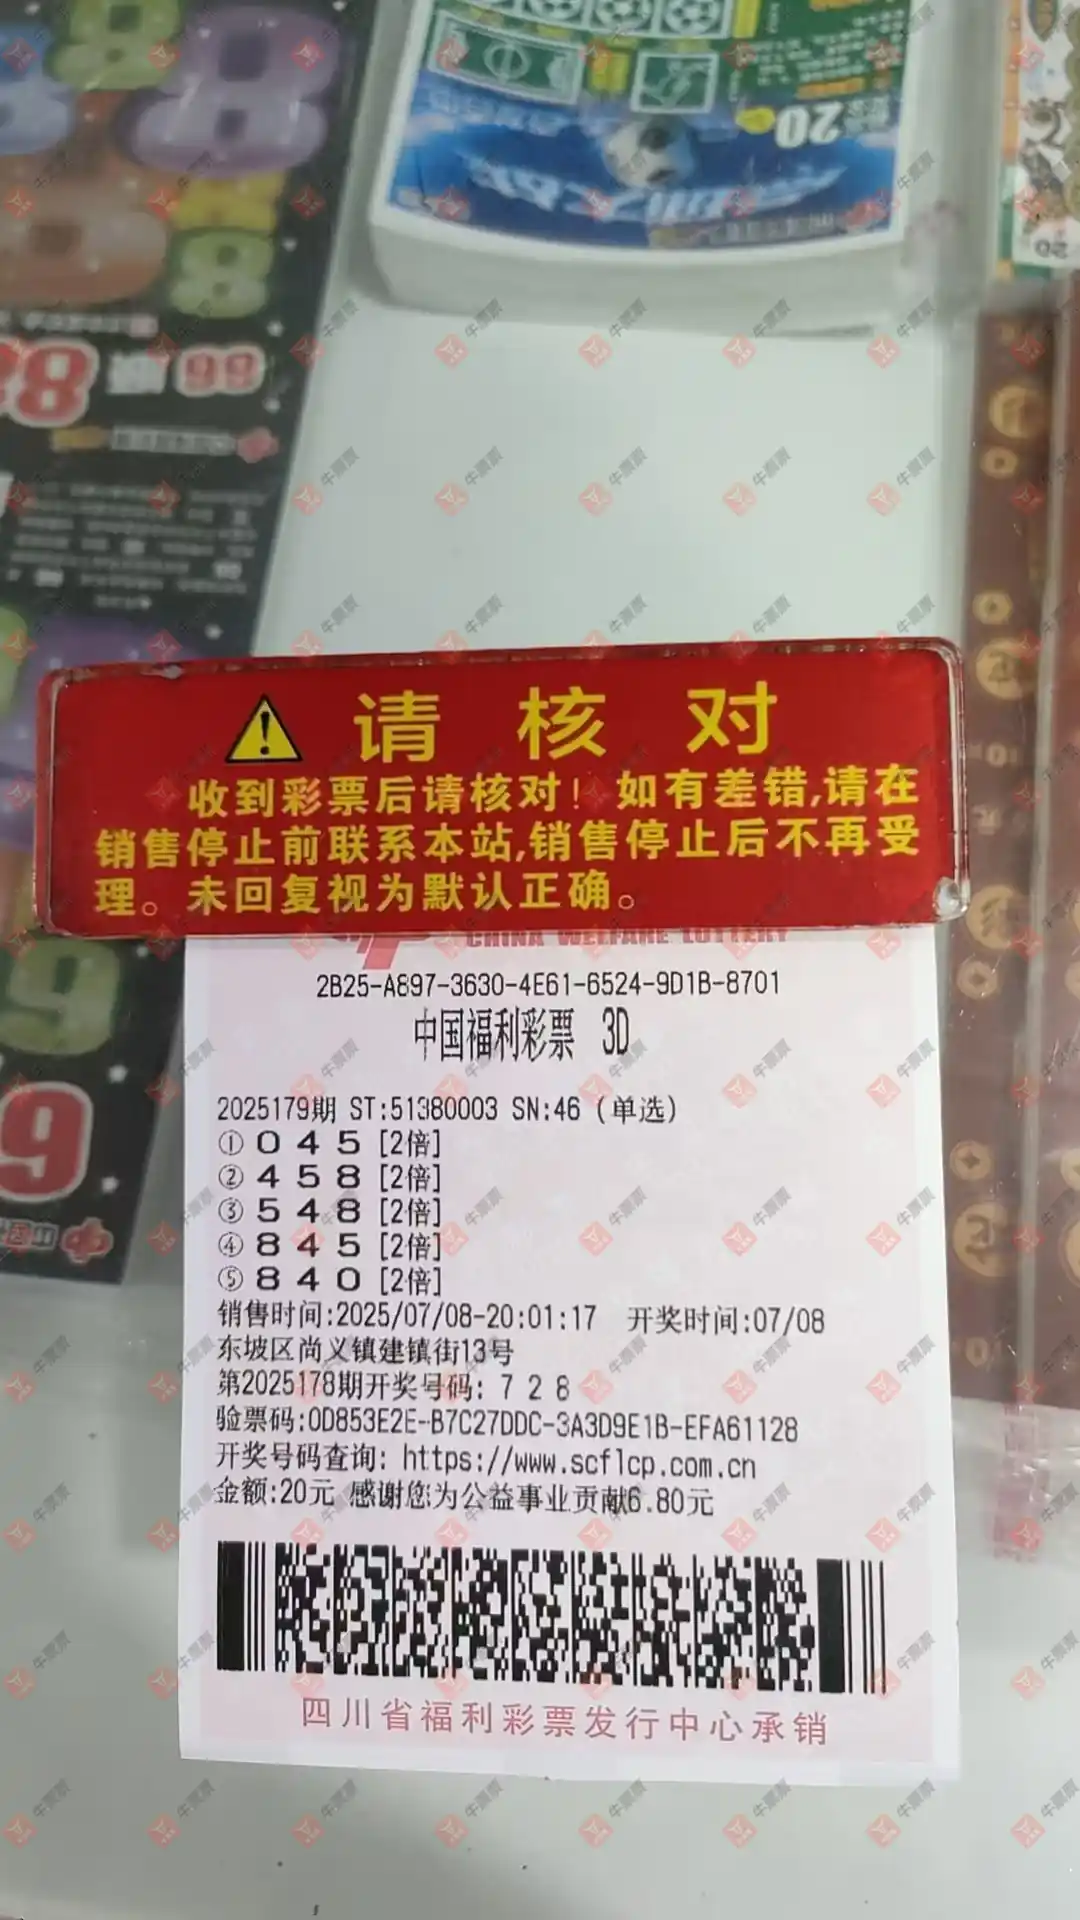 20
88
66
请 核 对
收到彩票后请核对！如有差错,请在
销售停止前联系本站,销售停止后不再受
理。未回复视为默认正确。
CHINA WELFARE LOTTERY
2B25-A897-3630-4E61-6524-9D1B-8701
中国福利彩票 3D
2025179期 ST:51380003 SN:46 (单选)
① 0 4 5 [2倍]
② 4 5 8 [2倍]
③ 5 4 8 [2倍]
④ 8 4 5 [2倍]
⑤ 8 4 0 [2倍]
销售时间:2025/07/08-20:01:17 开奖时间:07/08
东坡区尚义镇建镇街13号
第2025178期开奖号码: 7 2 8
验票码:0D853E2E-B7C27DDC-3A3D9E1B-EFA61128
开奖号码查询: https://www.scflcp.com.cn
金额:20元 感谢您为公益事业贡献6.80元
四川省福利彩票发行中心承销
牛票票